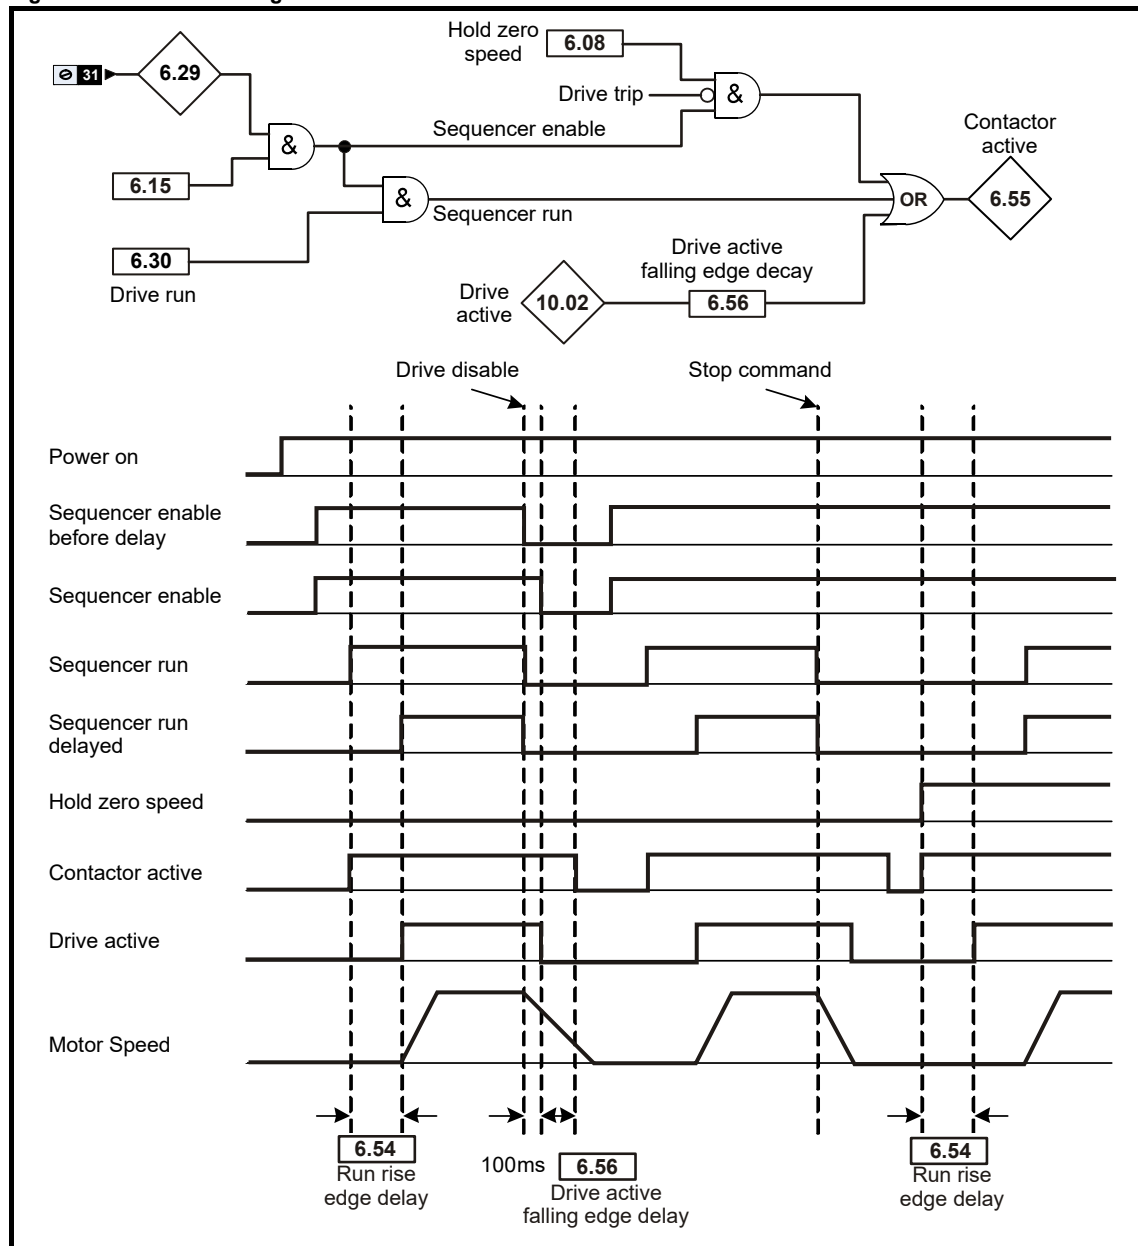 Hold zero
speed
6.08
31
6.29
&
Drive trip
&
Sequencer enable
Contactor
active
6.15
&
Sequencer run
OR
6.55
6.30
Drive run
Drive active
falling edge decay
Drive
active
10.02
6.56
Drive disable
Stop command
Power on
Sequencer enable
before delay
Sequencer enable
Sequencer run
Sequencer run
delayed
Hold zero speed
Contactor active
Drive active
Motor Speed
6.54
Run rise
edge delay
100ms
6.56
Drive active
falling edge delay
6.54
Run rise
edge delay